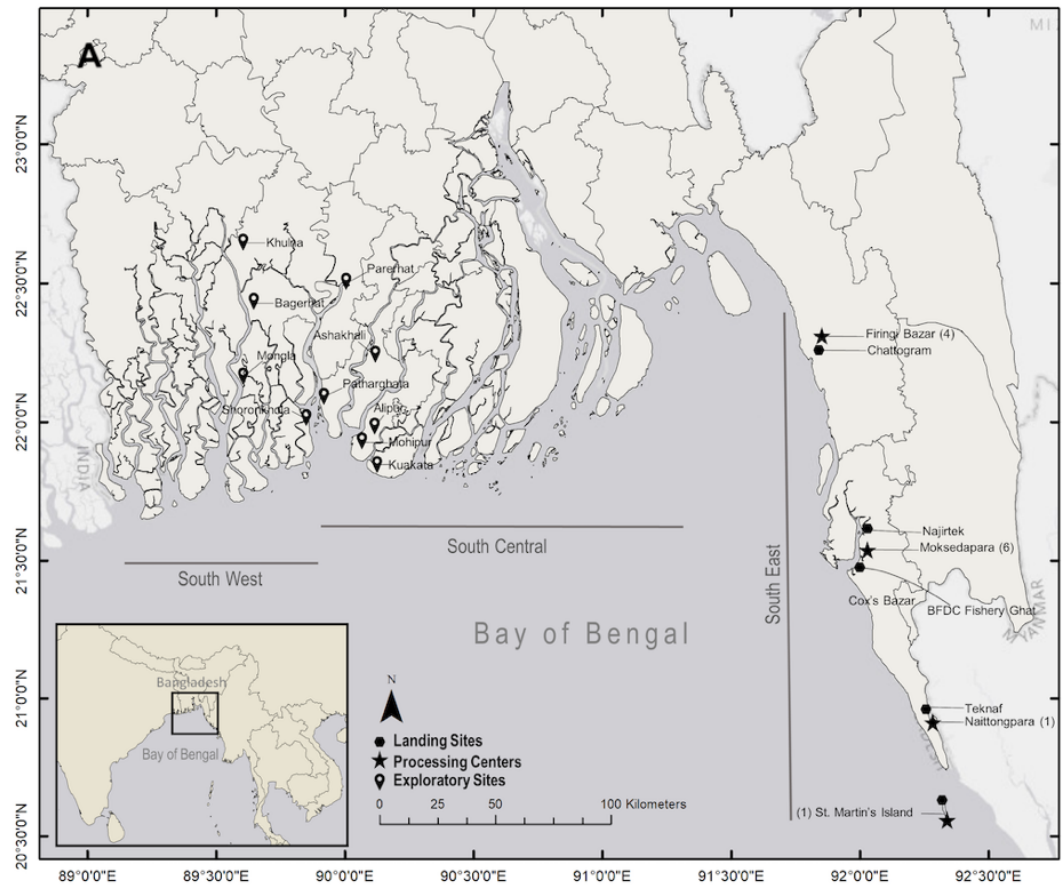 A
MI
23°0'0"N
22°30'0"N
22°0'0"N
21°30'0"N
21°0'0"N
20°30'0"N
Khulna
Parerhat
Bagerhat
Ashakhali
Mongla
Patharghata
Shoronkhola
Alipur
Mohipur
Kuakata
INDIA
Firingi Bazar (4)
Chattogram
Najirtek
Moksedapara (6)
Cox's Bazar
BFDC Fishery Ghat
MYANMAR
South Central
South West
South East
Bay of Bengal
Teknaf
Naittongpara (1)
(1) St. Martin's Island
Bangladesh
Bay of Bengal
N
Landing Sites
Processing Centers
Exploratory Sites
0 25 50 100 Kilometers
89°0'0"E 89°30'0"E 90°0'0"E 90°30'0"E 91°0'0"E 91°30'0"E 92°0'0"E 92°30'0"E